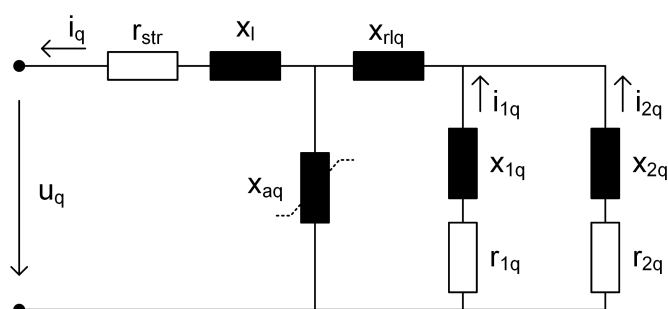 i_q r_str x_l x_rlq
i_1q i_2q
x_aq x_1q x_2q
u_q
r_1q r_2q